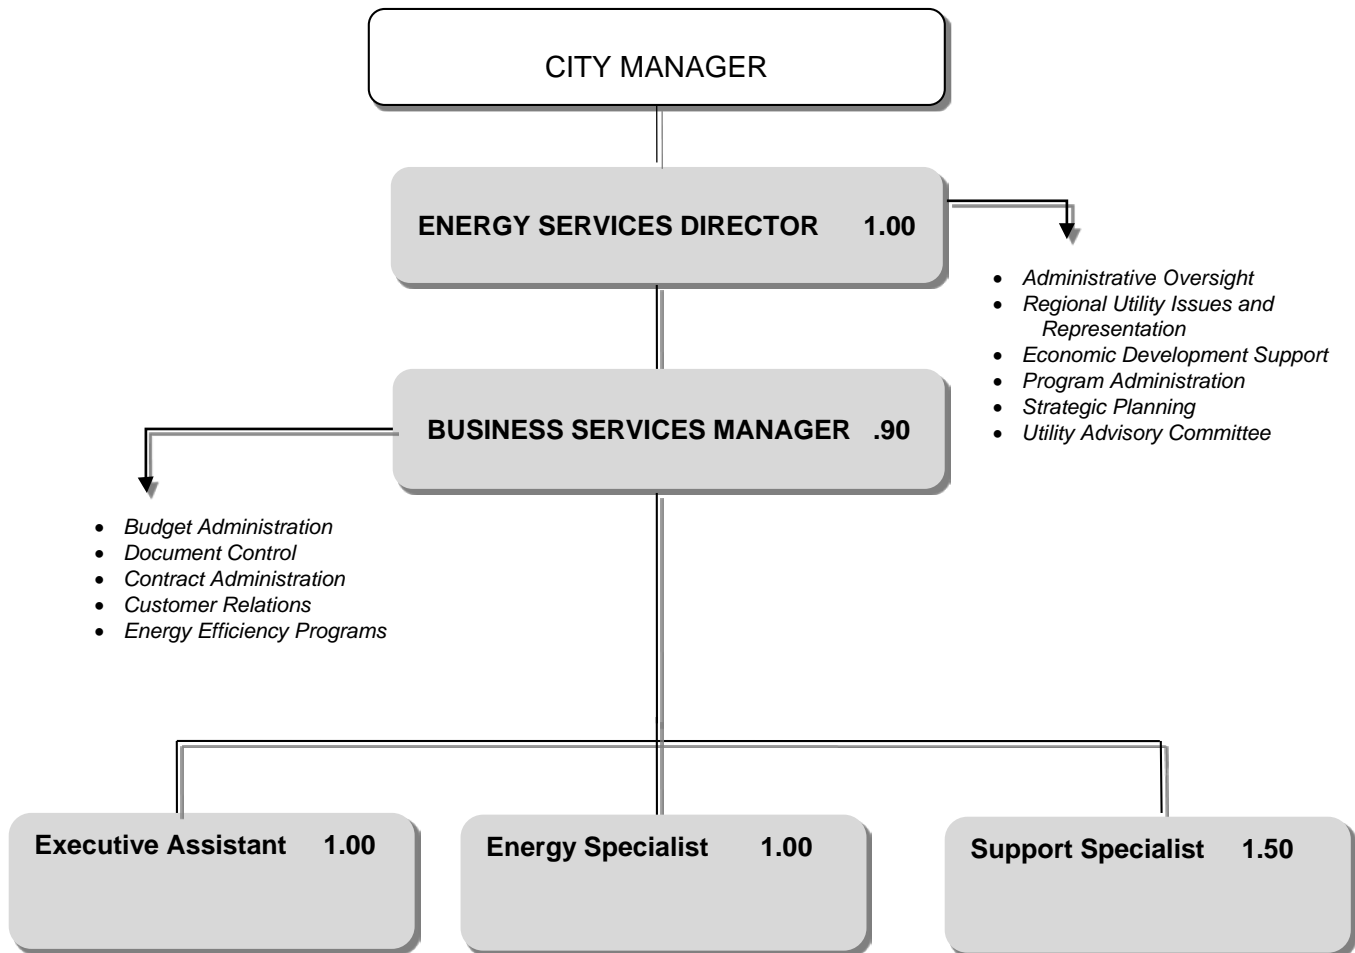 CITY MANAGER
ENERGY SERVICES DIRECTOR 1.00
• Administrative Oversight
• Regional Utility Issues and
Representation
• Economic Development Support
• Program Administration
• Strategic Planning
• Utility Advisory Committee
BUSINESS SERVICES MANAGER .90
• Budget Administration
• Document Control
• Contract Administration
• Customer Relations
• Energy Efficiency Programs
Executive Assistant 1.00
Energy Specialist 1.00
Support Specialist 1.50